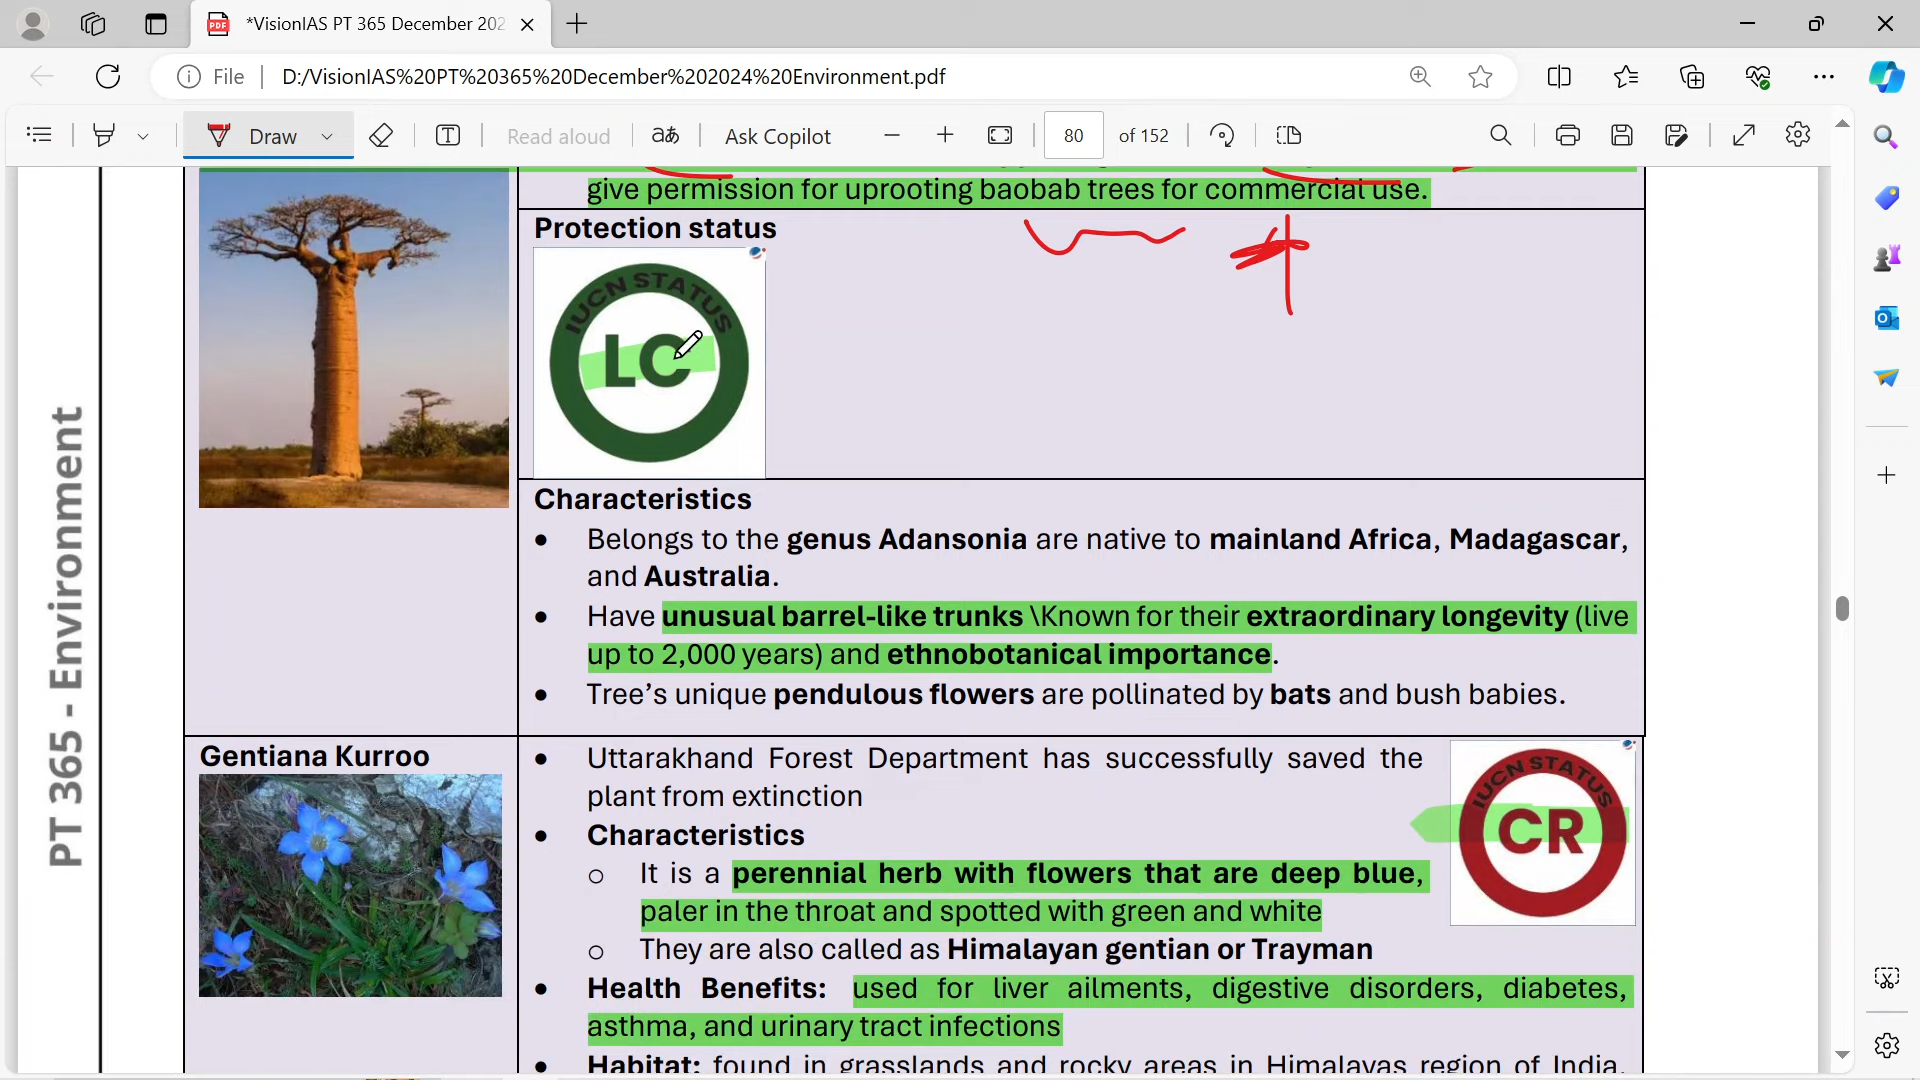 *VisionIAS PT 365 December 202
File
D:/VisionIAS%20PT%20365%20December%202024%20Environment.pdf
Draw
Read aloud
aあ
Ask Copilot
80
of 152
give permission for uprooting baobab trees for commercial use.
Protection status
IUCN STATUS
LC
Characteristics
• Belongs to the genus Adansonia are native to mainland Africa, Madagascar,
and Australia.
• Have unusual barrel-like trunks \Known for their extraordinary longevity (live
up to 2,000 years) and ethnobotanical importance.
• Tree’s unique pendulous flowers are pollinated by bats and bush babies.
PT 365 - Environment
Gentiana Kurroo
• Uttarakhand Forest Department has successfully saved the
plant from extinction
• Characteristics
o It is a perennial herb with flowers that are deep blue,
paler in the throat and spotted with green and white
o They are also called as Himalayan gentian or Trayman
IUCN STATUS
CR
• Health Benefits: used for liver ailments, digestive disorders, diabetes,
asthma, and urinary tract infections
• Habitat: found in grasslands and rocky areas in Himalayas region of India.